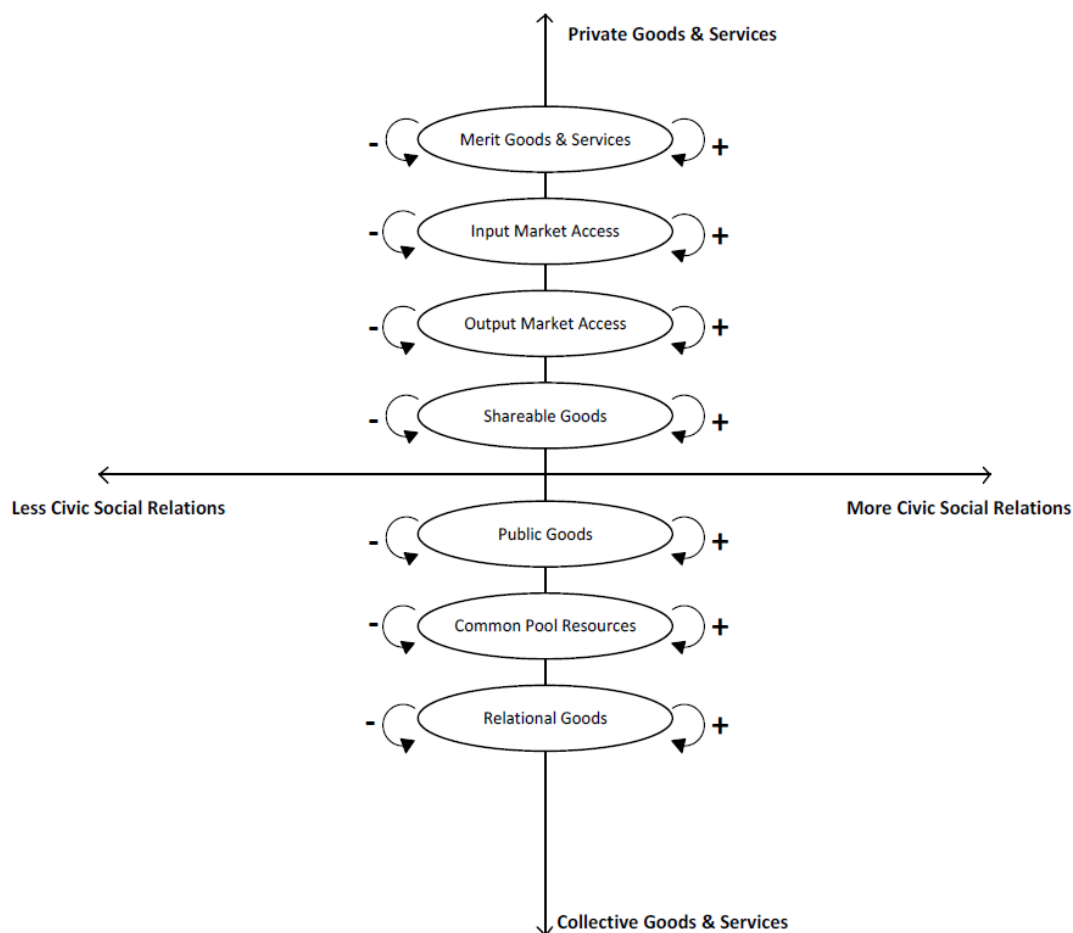 Private Goods & Services
- Merit Goods & Services +
- Input Market Access +
- Output Market Access +
- Shareable Goods +
Less Civic Social Relations
More Civic Social Relations
- Public Goods +
- Common Pool Resources +
- Relational Goods +
Collective Goods & Services